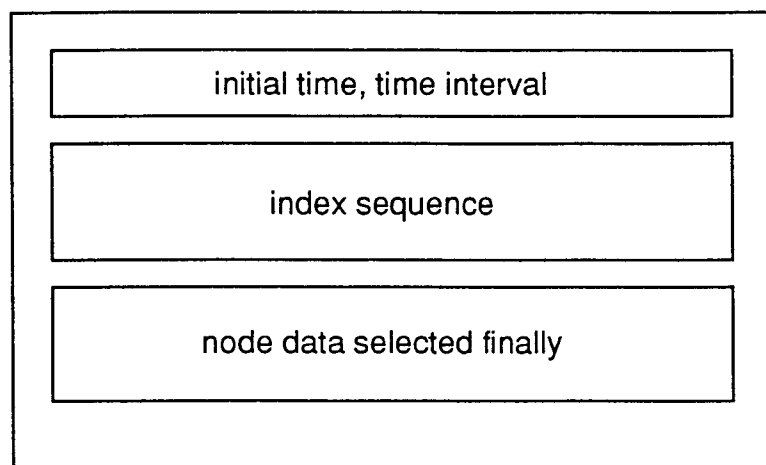 initial time, time interval
index sequence
node data selected finally